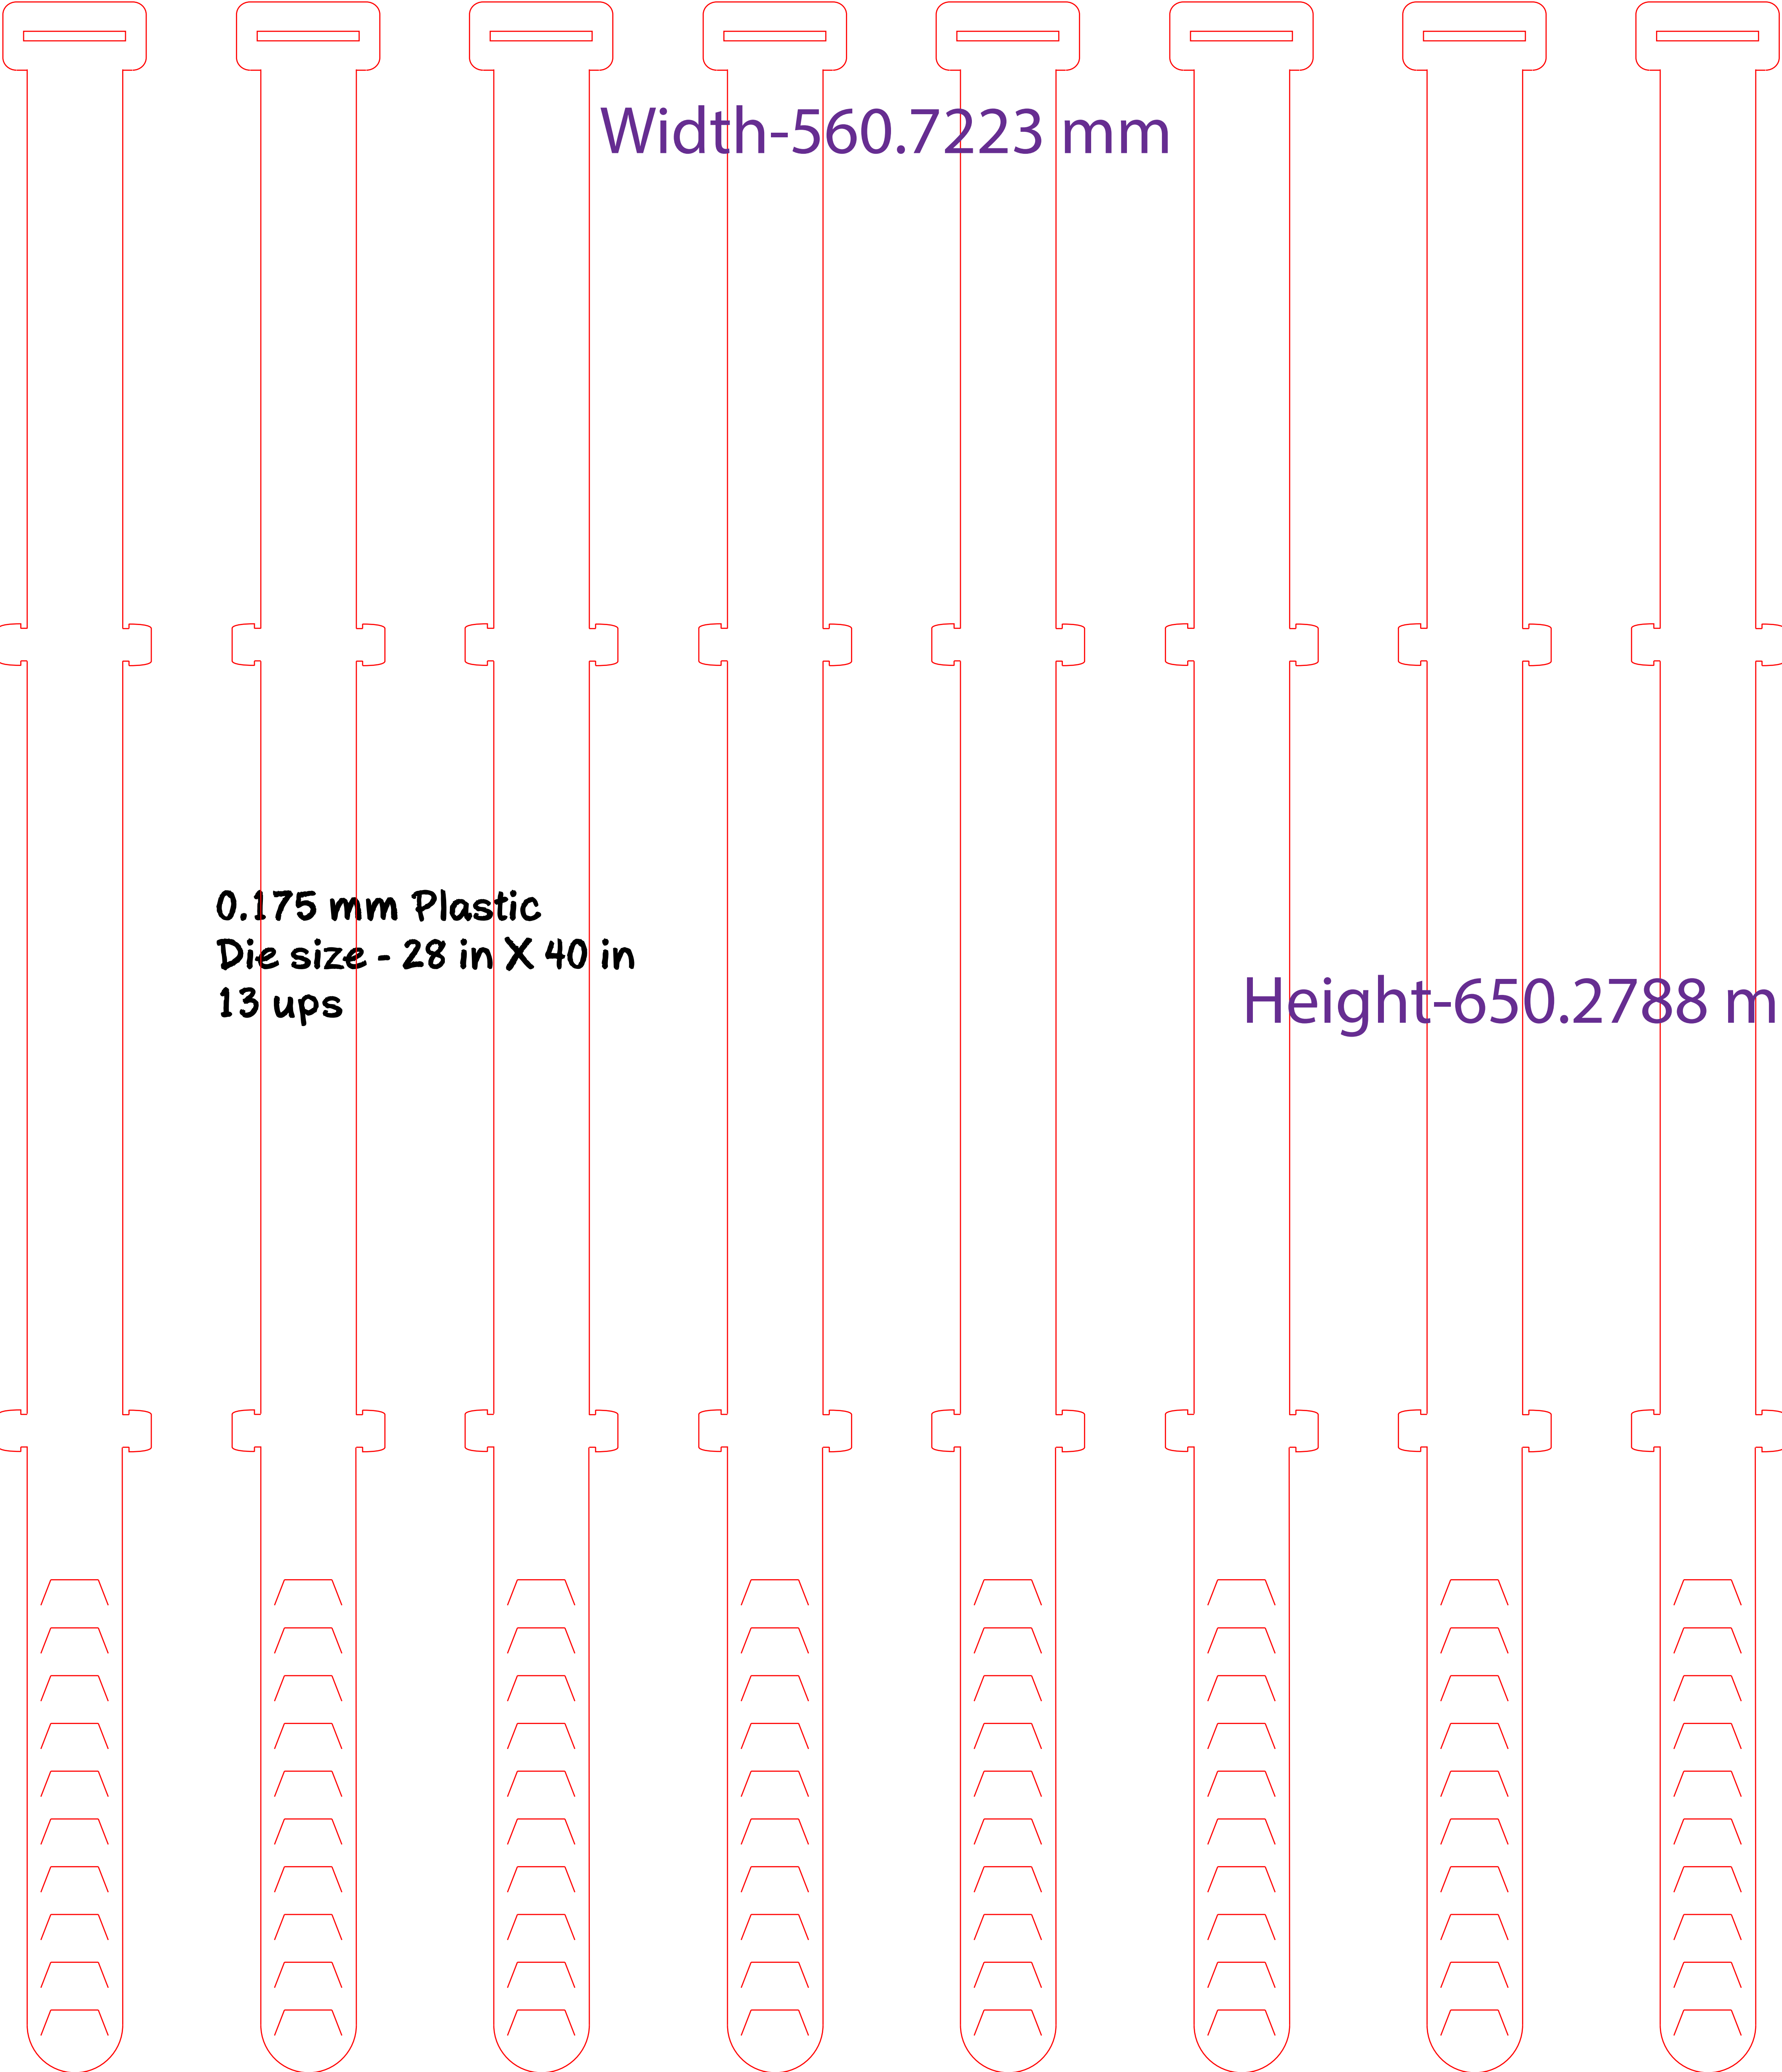 Width-560.7223 mm
0.175 mm Plastic
Die size - 28 in X 40 in
13 ups
Height-650.2788 m